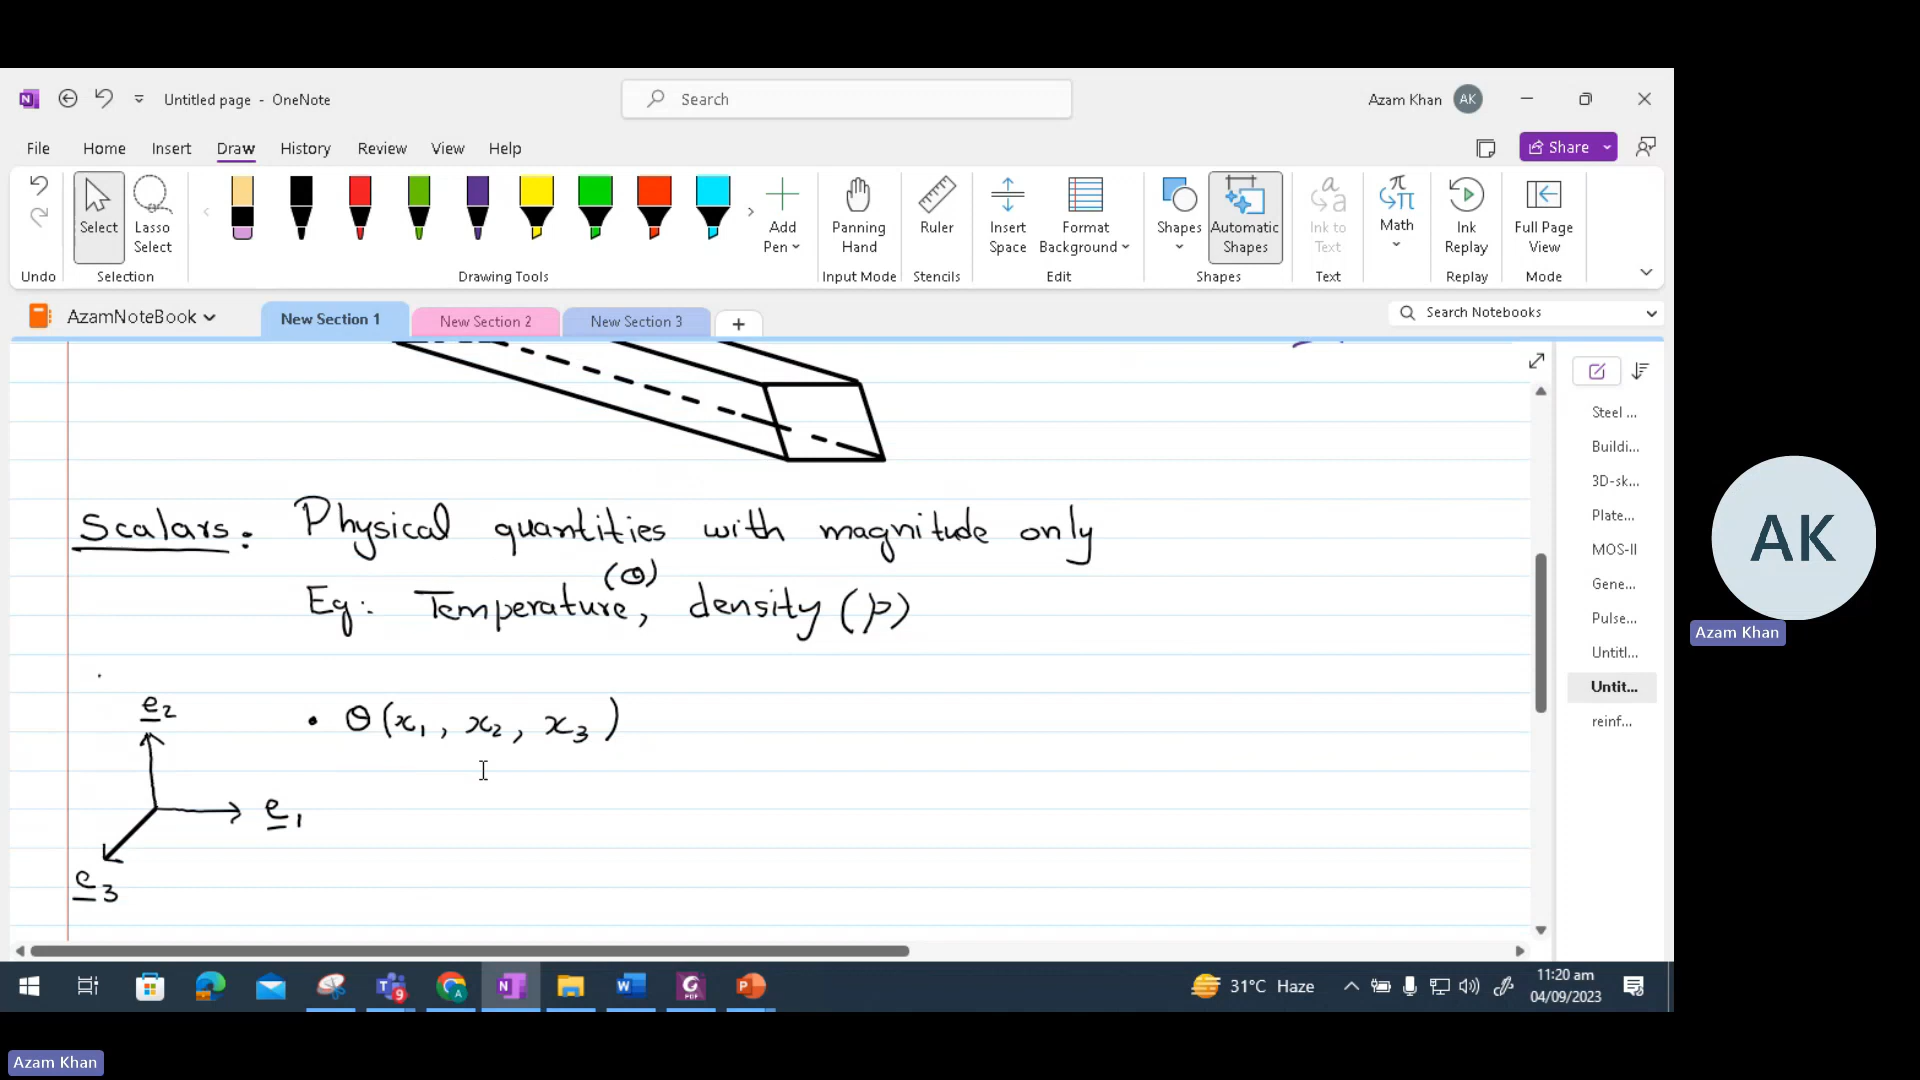 Untitled page - OneNote
Search
Azam Khan AK
File Home Insert Draw History Review View Help
Share
Select
Lasso Select
Add Pen
Panning Hand
Ruler
Insert Space
Format Background
Shapes
Automatic Shapes
Ink to Text
Math
Ink Replay
Full Page View
Undo Selection Drawing Tools Input Mode Stencils Edit Shapes Text Replay Mode
AzamNoteBook New Section 1 New Section 2 New Section 3 + Search Notebooks
Steel ...
Buildi...
3D-sk...
Plate...
MOS-II
Gene...
Pulse...
Untitl...
Untit...
reinf...
Scalars: Physical quantities with magnitude only
(θ)
Eg: Temperature, density (ρ)
e2
• θ(x1, x2, x3)
e1
e3
AK
Azam Khan
31°C Haze
11:20 am
04/09/2023
Azam Khan